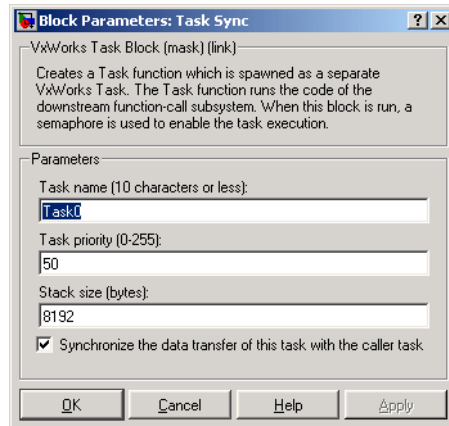 Block Parameters: Task Sync
VxWorks Task Block (mask) (link)
Creates a Task function which is spawned as a separate
VxWorks Task. The Task function runs the code of the
downstream function-call subsystem. When this block is run, a
semaphore is used to enable the task execution.
Parameters
Task name (10 characters or less):
Task0
Task priority (0-255):
50
Stack size (bytes):
8192
Synchronize the data transfer of this task with the caller task
OK Cancel Help Apply